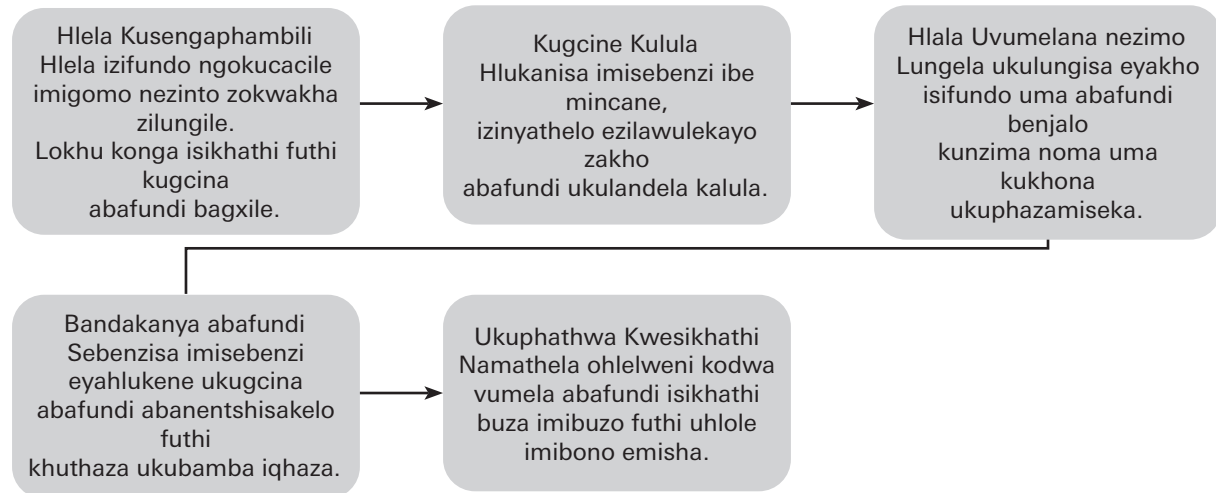 Hlela Kusengaphambili
Hlela izifundo ngokucacile
imigomo nezinto zokwakha
zilungile.
Lokhu konga isikhathi futhi
kugcina
abafundi bagxile.
Kugcine Kulula
Hlukanisa imisebenzi ibe
mincane,
izinyathelo ezilawulekayo
zakho
abafundi ukulandela kalula.
Hlala Uvumelana nezimo
Lungela ukulungisa eyakho
isifundo uma abafundi
benjalo
kunzima noma uma
kukhona
ukuphazamiseka.
Bandakanya abafundi
Sebenzisa imisebenzi
eyahlukene ukugcina
abafundi abanentshisakelo
futhi
khuthaza ukubamba iqhaza.
Ukuphathwa Kwesikhathi
Namathela ohlelweni kodwa
vumela abafundi isikhathi
buza imibuzo futhi uhlole
imibono emisha.